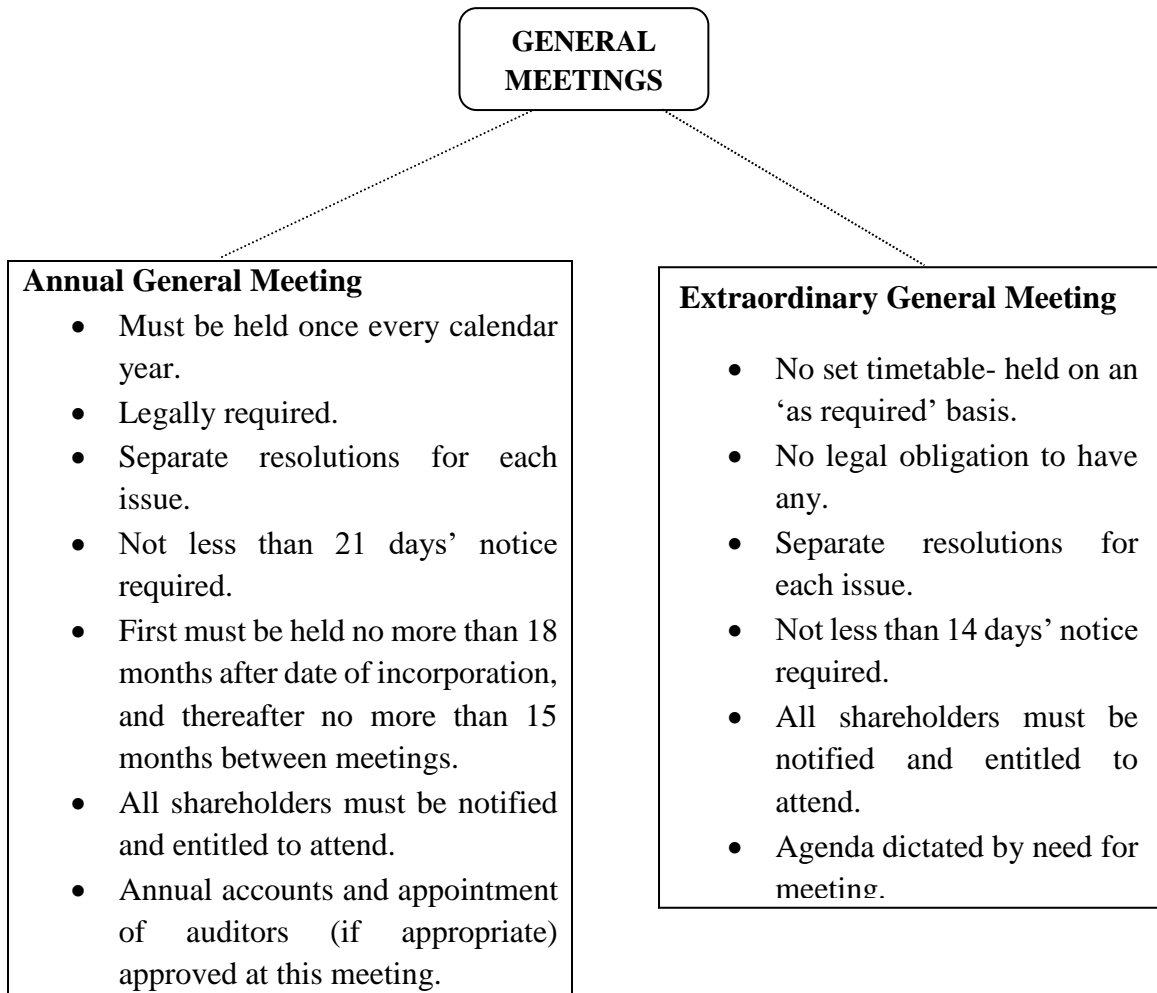 GENERAL
MEETINGS
Annual General Meeting
• Must be held once every calendar
year.
• Legally required.
• Separate resolutions for each
issue.
• Not less than 21 days’ notice
required.
• First must be held no more than 18
months after date of incorporation,
and thereafter no more than 15
months between meetings.
• All shareholders must be notified
and entitled to attend.
• Annual accounts and appointment
of auditors (if appropriate)
approved at this meeting.
Extraordinary General Meeting
• No set timetable- held on an
‘as required’ basis.
• No legal obligation to have
any.
• Separate resolutions for
each issue.
• Not less than 14 days’ notice
required.
• All shareholders must be
notified and entitled to
attend.
• Agenda dictated by need for
meeting.